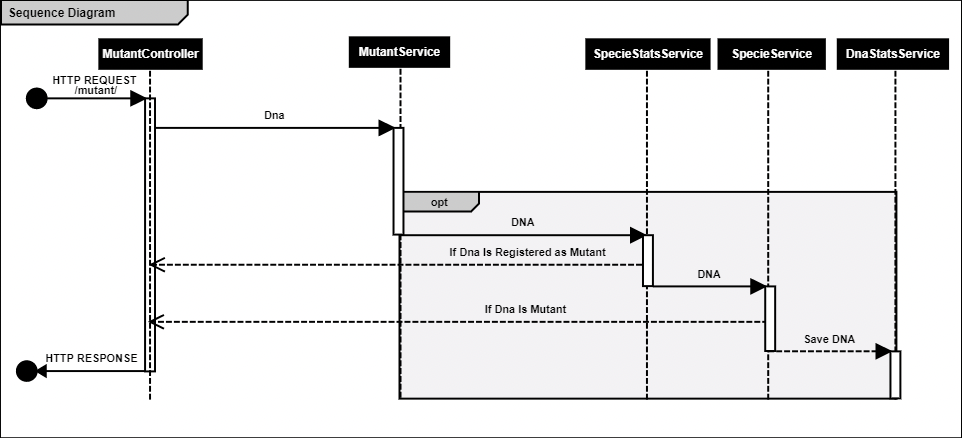 Sequence Diagram
MutantController
MutantService
SpecieStatsService
SpecieService
DnaStatsService
HTTP REQUEST
/mutant/
Dna
opt
DNA
If Dna Is Registered as Mutant
DNA
If Dna Is Mutant
Save DNA
HTTP RESPONSE